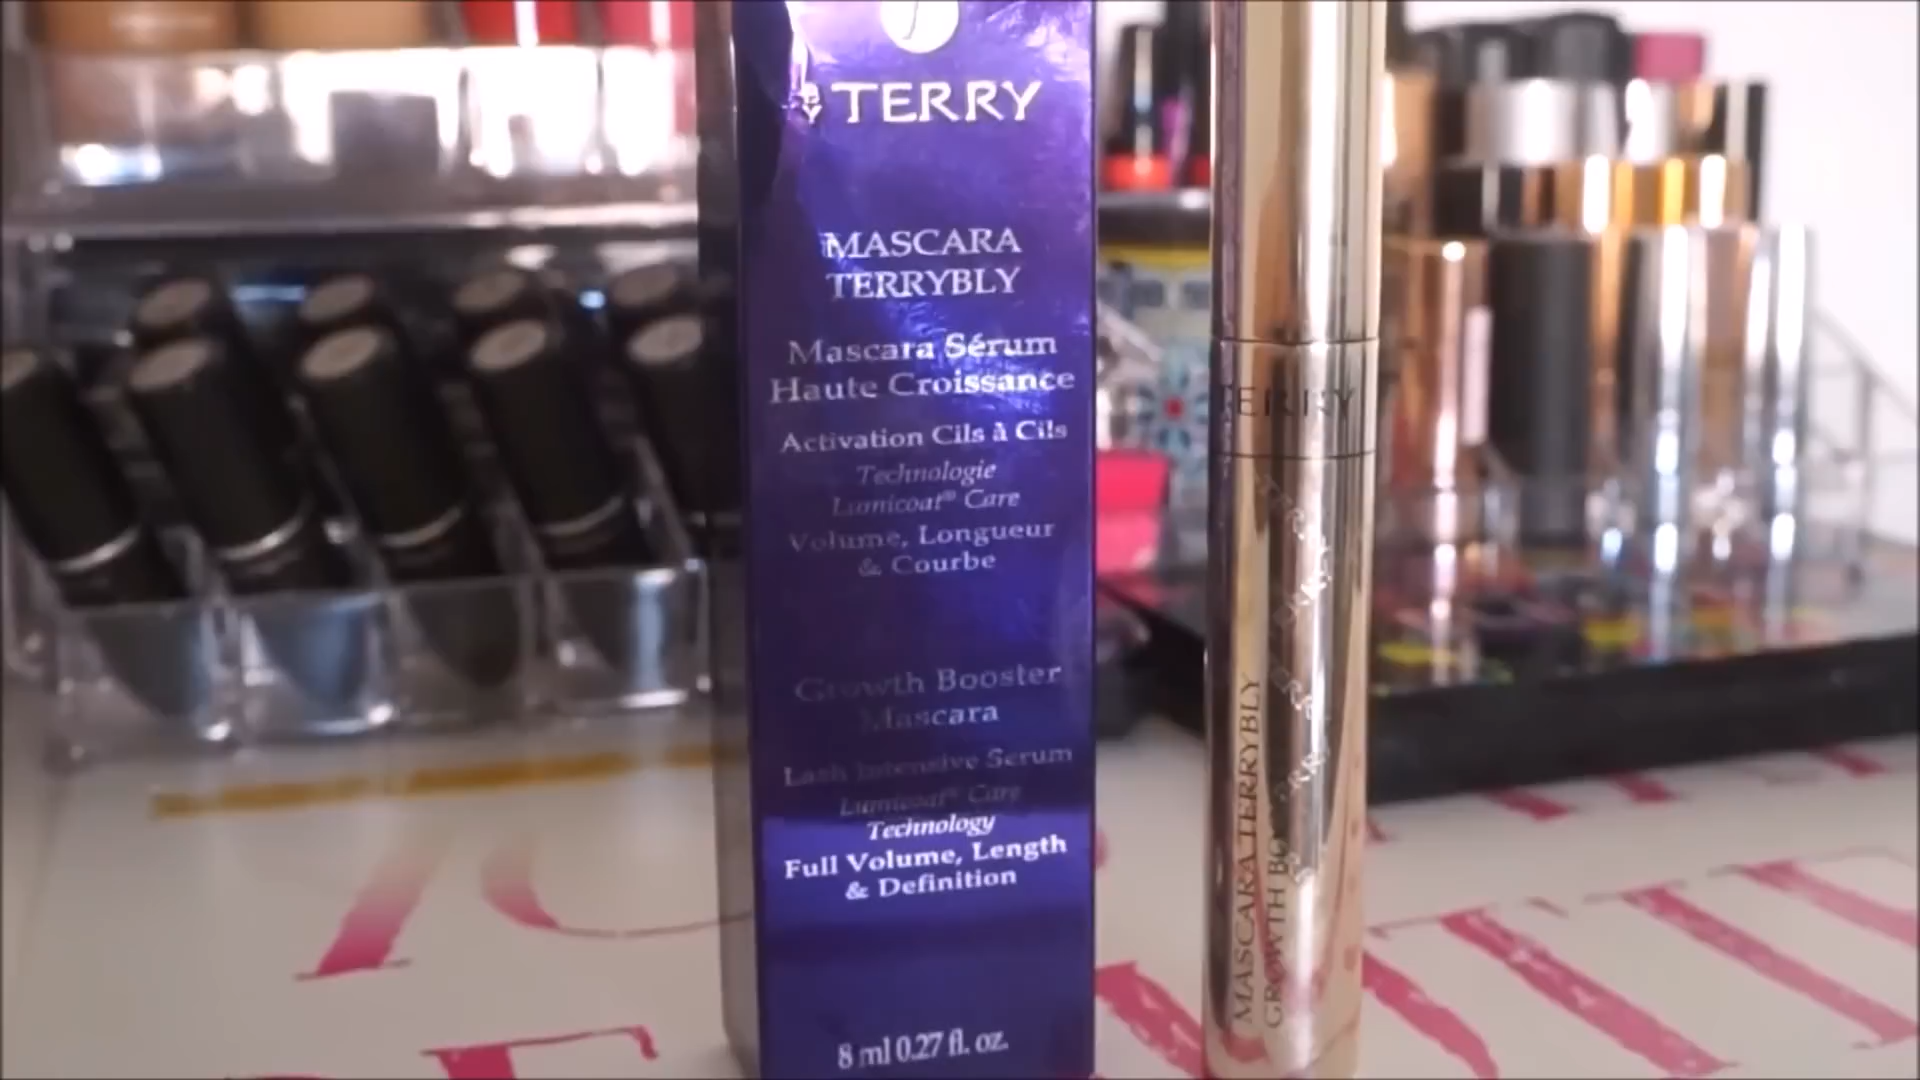 BY TERRY
MASCARA
TERRYBLY
Mascara Sérum
Haute Croissance
Activation Cils à Cils
Technologie
Lumicoat® Care
Volume, Longueur
& Courbe
Growth Booster
Mascara
Lash Intensive Serum
Lumicoat® Care
Technology
Full Volume, Length
& Definition
8 ml 0.27 fl. oz.
TERRY
MASCARA TERRYBLY
GROWTH BOO